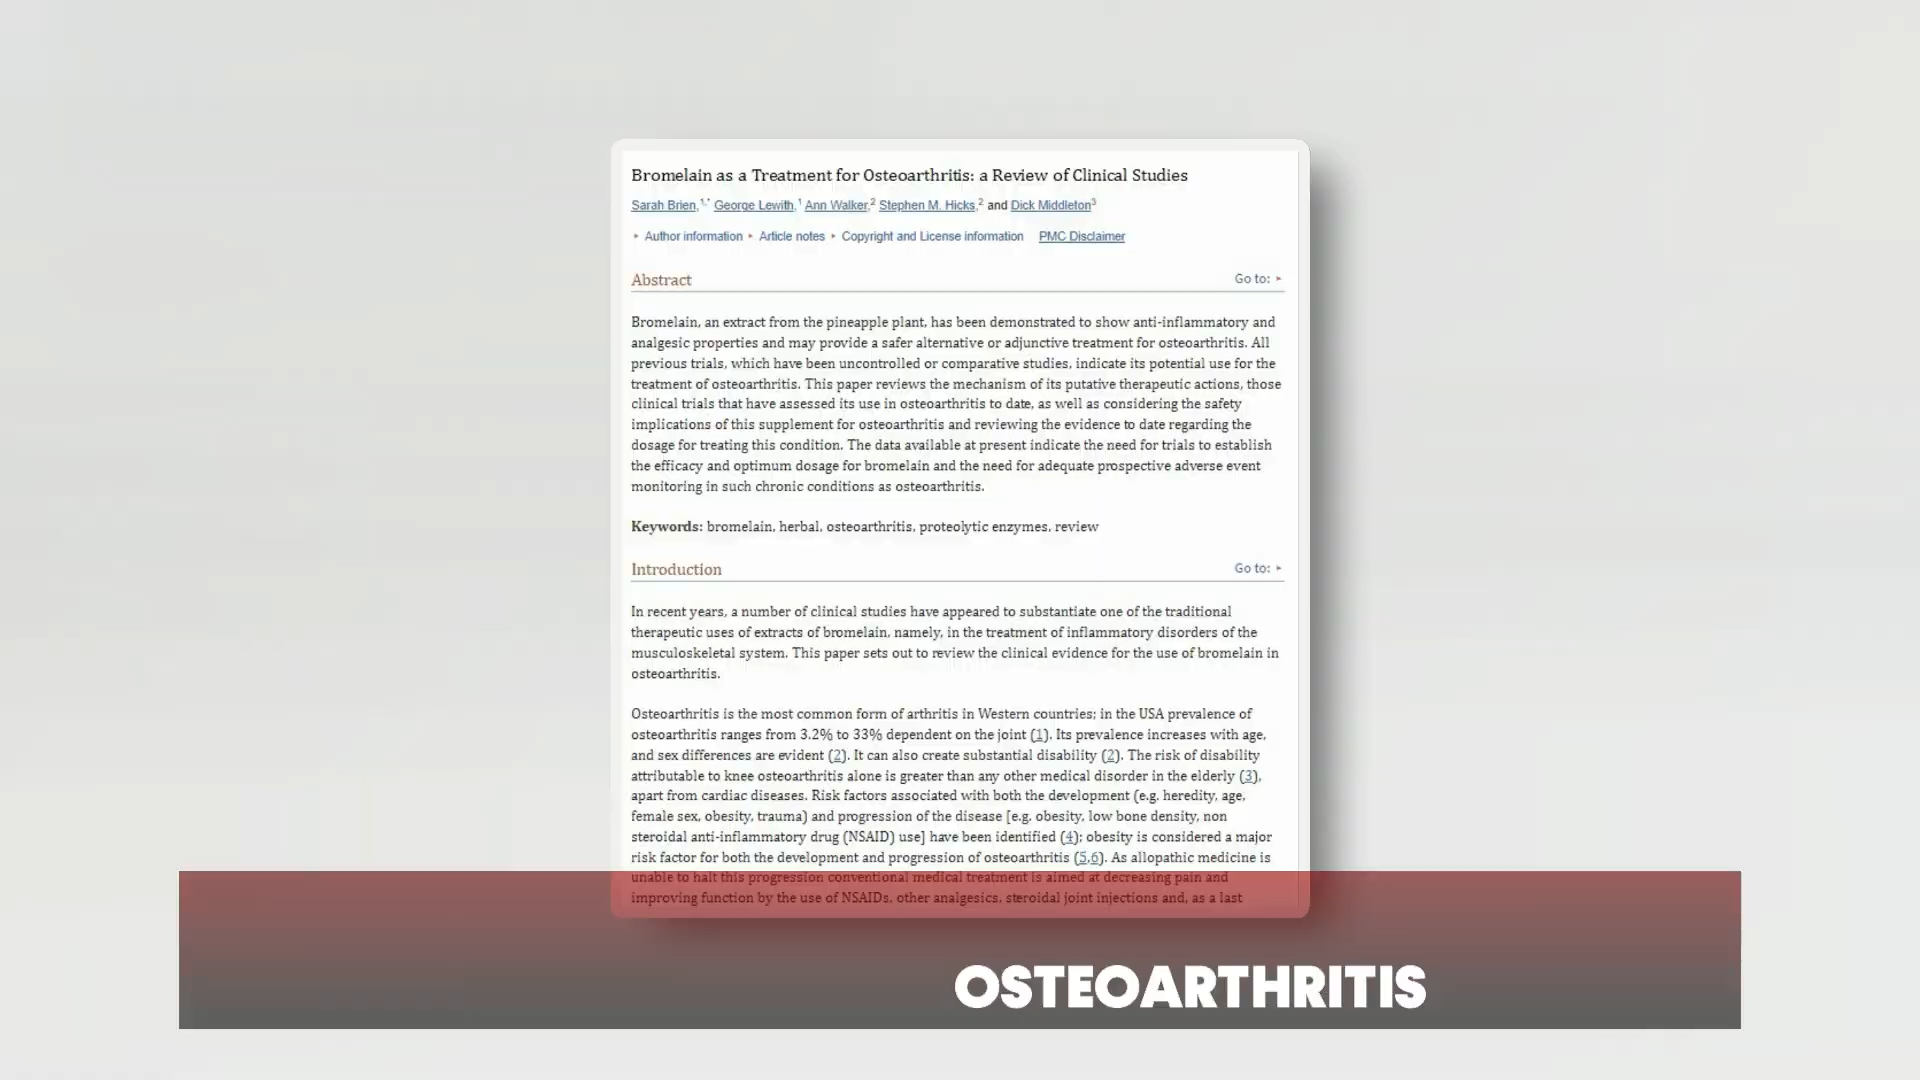 Bromelain as a Treatment for Osteoarthritis: a Review of Clinical Studies
Sarah Brien,1,* George Lewith,1 Ann Walker,2 Stephen M. Hicks,2 and Dick Middleton3
▸ Author information ▸ Article notes ▸ Copyright and License information PMC Disclaimer
Abstract Go to: ▸
Bromelain, an extract from the pineapple plant, has been demonstrated to show anti-inflammatory and
analgesic properties and may provide a safer alternative or adjunctive treatment for osteoarthritis. All
previous trials, which have been uncontrolled or comparative studies, indicate its potential use for the
treatment of osteoarthritis. This paper reviews the mechanism of its putative therapeutic actions, those
clinical trials that have assessed its use in osteoarthritis to date, as well as considering the safety
implications of this supplement for osteoarthritis and reviewing the evidence to date regarding the
dosage for treating this condition. The data available at present indicate the need for trials to establish
the efficacy and optimum dosage for bromelain and the need for adequate prospective adverse event
monitoring in such chronic conditions as osteoarthritis.
Keywords: bromelain, herbal, osteoarthritis, proteolytic enzymes, review
Introduction Go to: ▸
In recent years, a number of clinical studies have appeared to substantiate one of the traditional
therapeutic uses of extracts of bromelain, namely, in the treatment of inflammatory disorders of the
musculoskeletal system. This paper sets out to review the clinical evidence for the use of bromelain in
osteoarthritis.
Osteoarthritis is the most common form of arthritis in Western countries; in the USA prevalence of
osteoarthritis ranges from 3.2% to 33% dependent on the joint (1). Its prevalence increases with age,
and sex differences are evident (2). It can also create substantial disability (2). The risk of disability
attributable to knee osteoarthritis alone is greater than any other medical disorder in the elderly (3),
apart from cardiac diseases. Risk factors associated with both the development (e.g. heredity, age,
female sex, obesity, trauma) and progression of the disease [e.g. obesity, low bone density, non
steroidal anti-inflammatory drug (NSAID) use] have been identified (4); obesity is considered a major
risk factor for both the development and progression of osteoarthritis (5,6). As allopathic medicine is
unable to halt this progression conventional medical treatment is aimed at decreasing pain and
improving function by the use of NSAIDs, other analgesics, steroidal joint injections and, as a last
OSTEOARTHRITIS